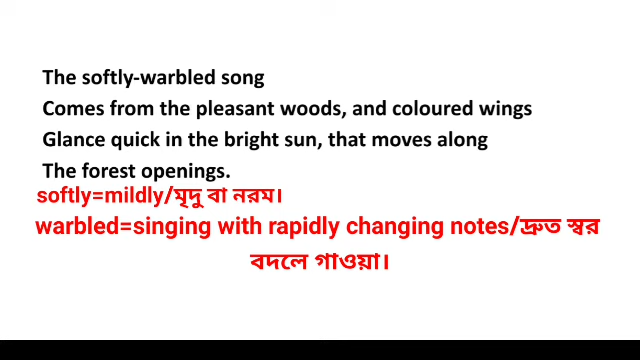 The softly-warbled song
Comes from the pleasant woods, and coloured wings
Glance quick in the bright sun, that moves along
The forest openings.
softly=mildly/মৃদু বা নরম।
warbled=singing with rapidly changing notes/দ্রুত স্বর
বদলে গাওয়া।